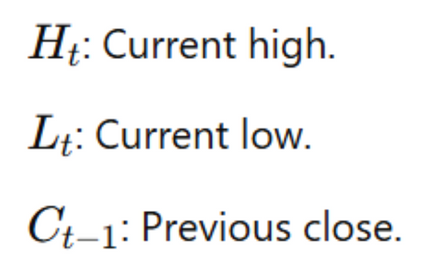 H_t: Current high.
L_t: Current low.
C_{t−1}: Previous close.